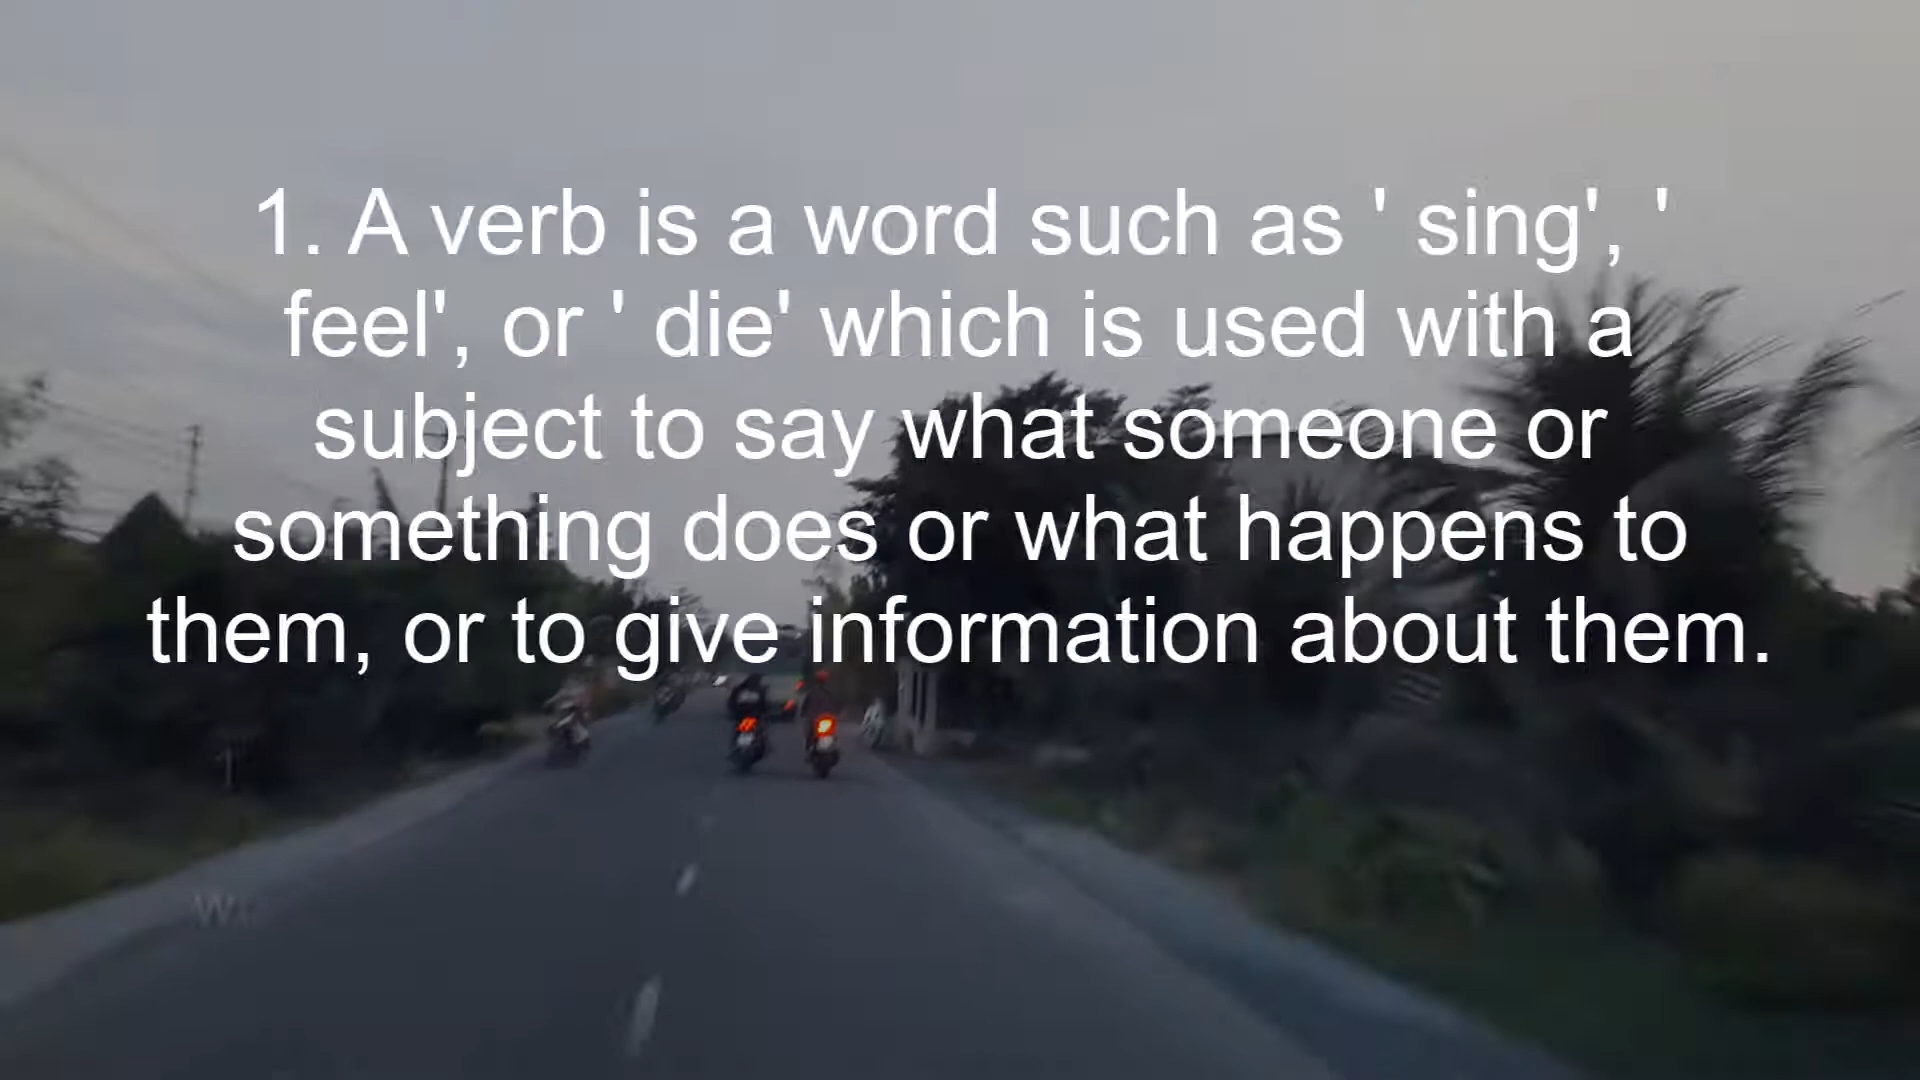 1. A verb is a word such as ' sing', '
feel', or ' die' which is used with a
subject to say what someone or
something does or what happens to
them, or to give information about them.